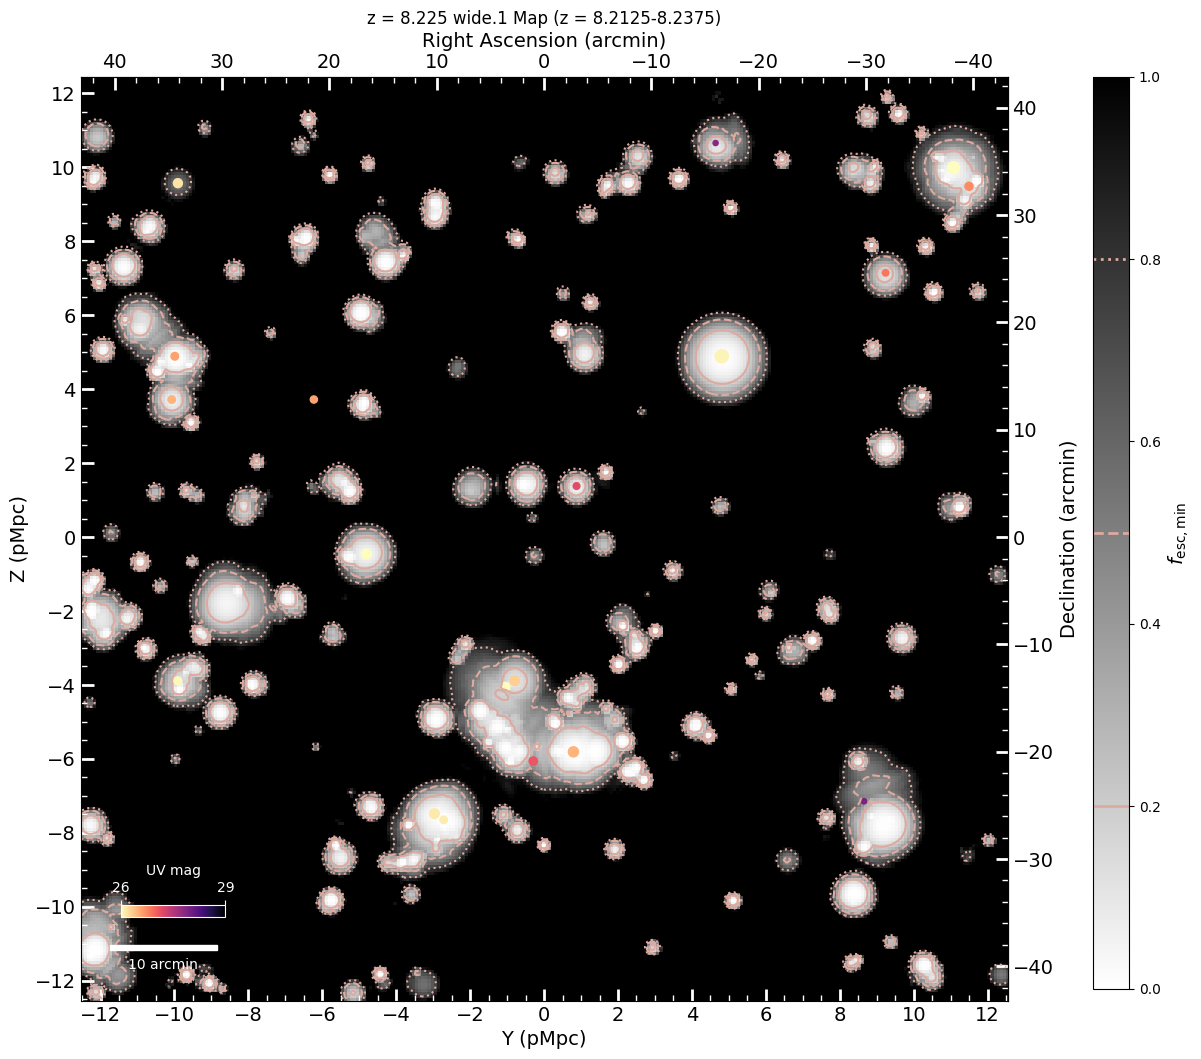 z = 8.225 wide.1 Map (z = 8.2125-8.2375)
Right Ascension (arcmin)
40 30 20 10 0 −10 −20 −30 −40
12 10 8 6 4 2 0 −2 −4 −6 −8 −10 −12
Z (pMpc)
UV mag
26 29
10 arcmin
−12 −10 −8 −6 −4 −2 0 2 4 6 8 10 12
Y (pMpc)
40 30 20 10 0 −10 −20 −30 −40
Declination (arcmin)
1.0 0.8 0.6 0.4 0.2 0.0
fesc, min